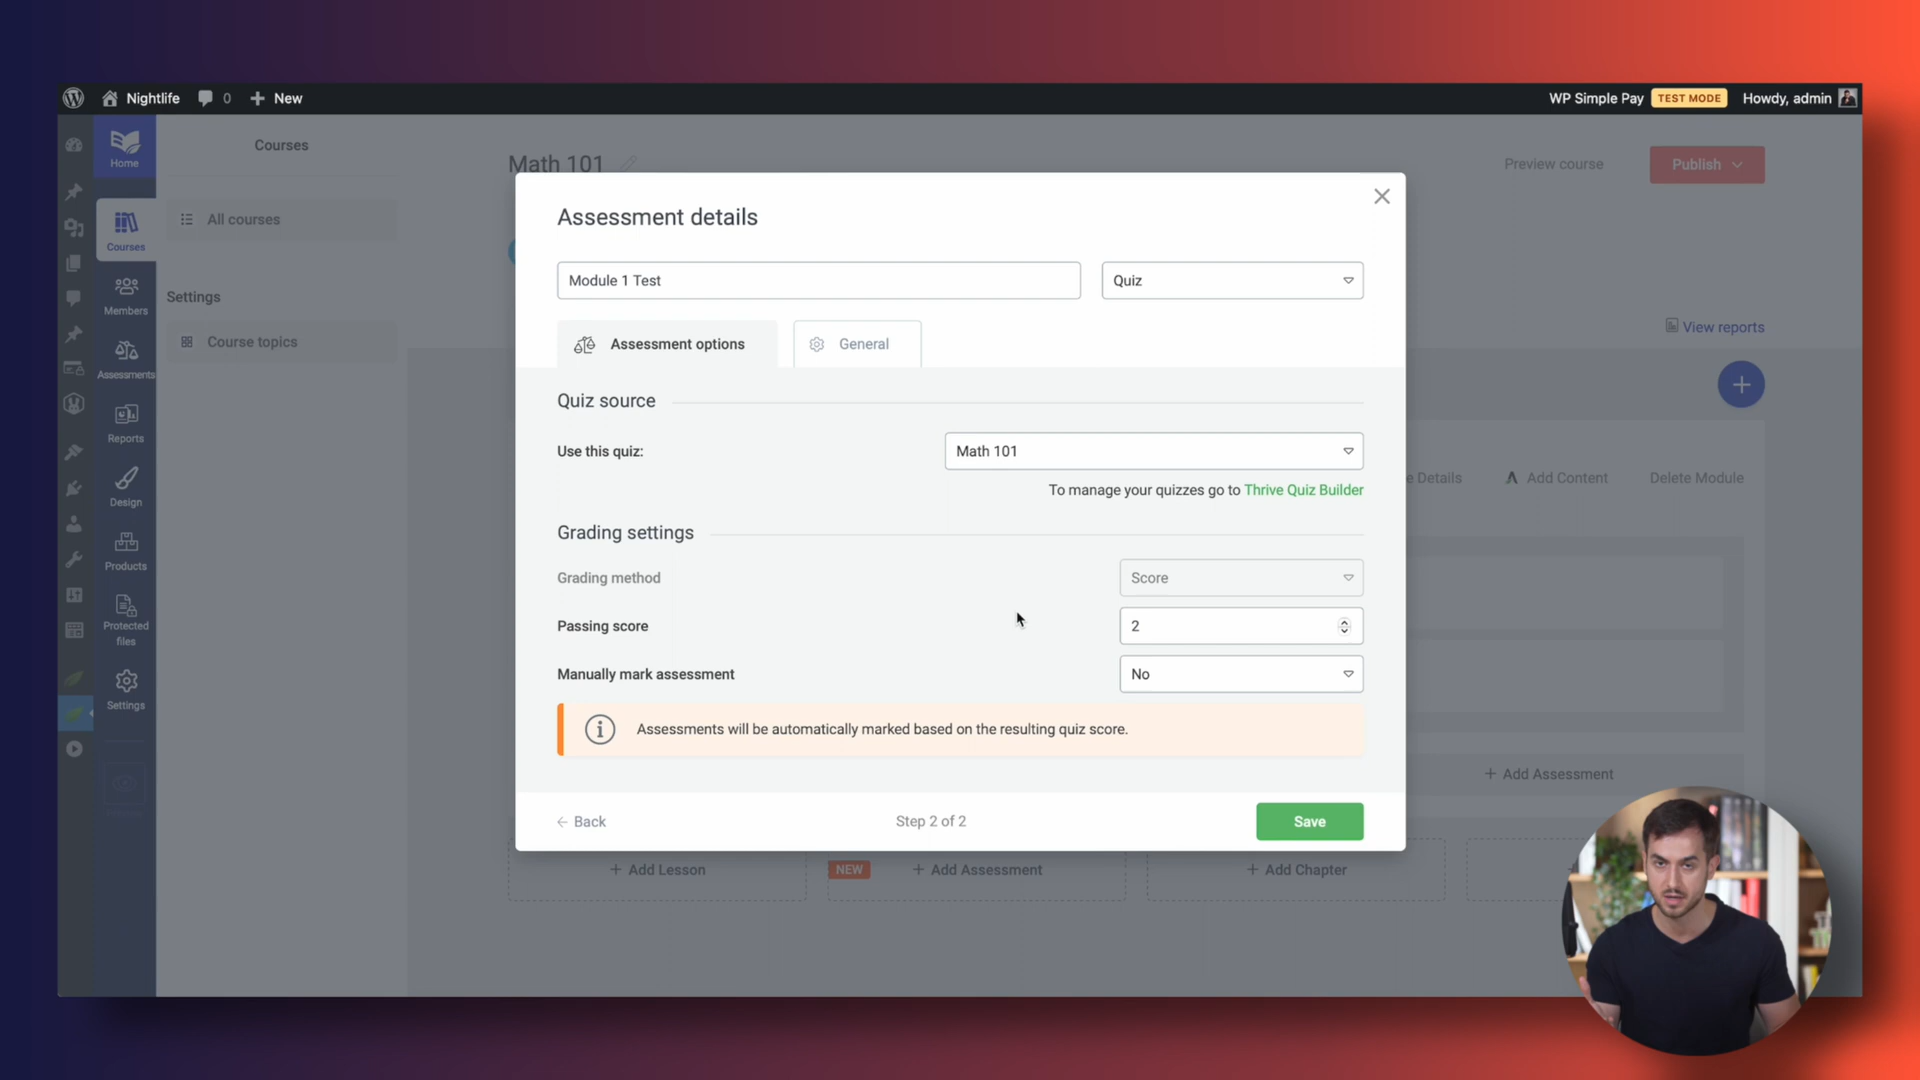 Nightlife
0
New
WP Simple Pay
TEST MODE
Howdy, admin
Home
Courses
Members
Assessments
Reports
Design
Products
Protected files
Settings
Courses
All courses
Settings
Course topics
Math 101
Preview course
Publish
View reports
Assessment details
Module 1 Test
Quiz
Assessment options
General
Quiz source
Use this quiz:
Math 101
To manage your quizzes go to Thrive Quiz Builder
Grading settings
Grading method
Score
Passing score
2
Manually mark assessment
No
Assessments will be automatically marked based on the resulting quiz score.
Back
Step 2 of 2
Save
e Details
Add Content
Delete Module
+ Add Assessment
+ Add Lesson
NEW
+ Add Assessment
+ Add Chapter